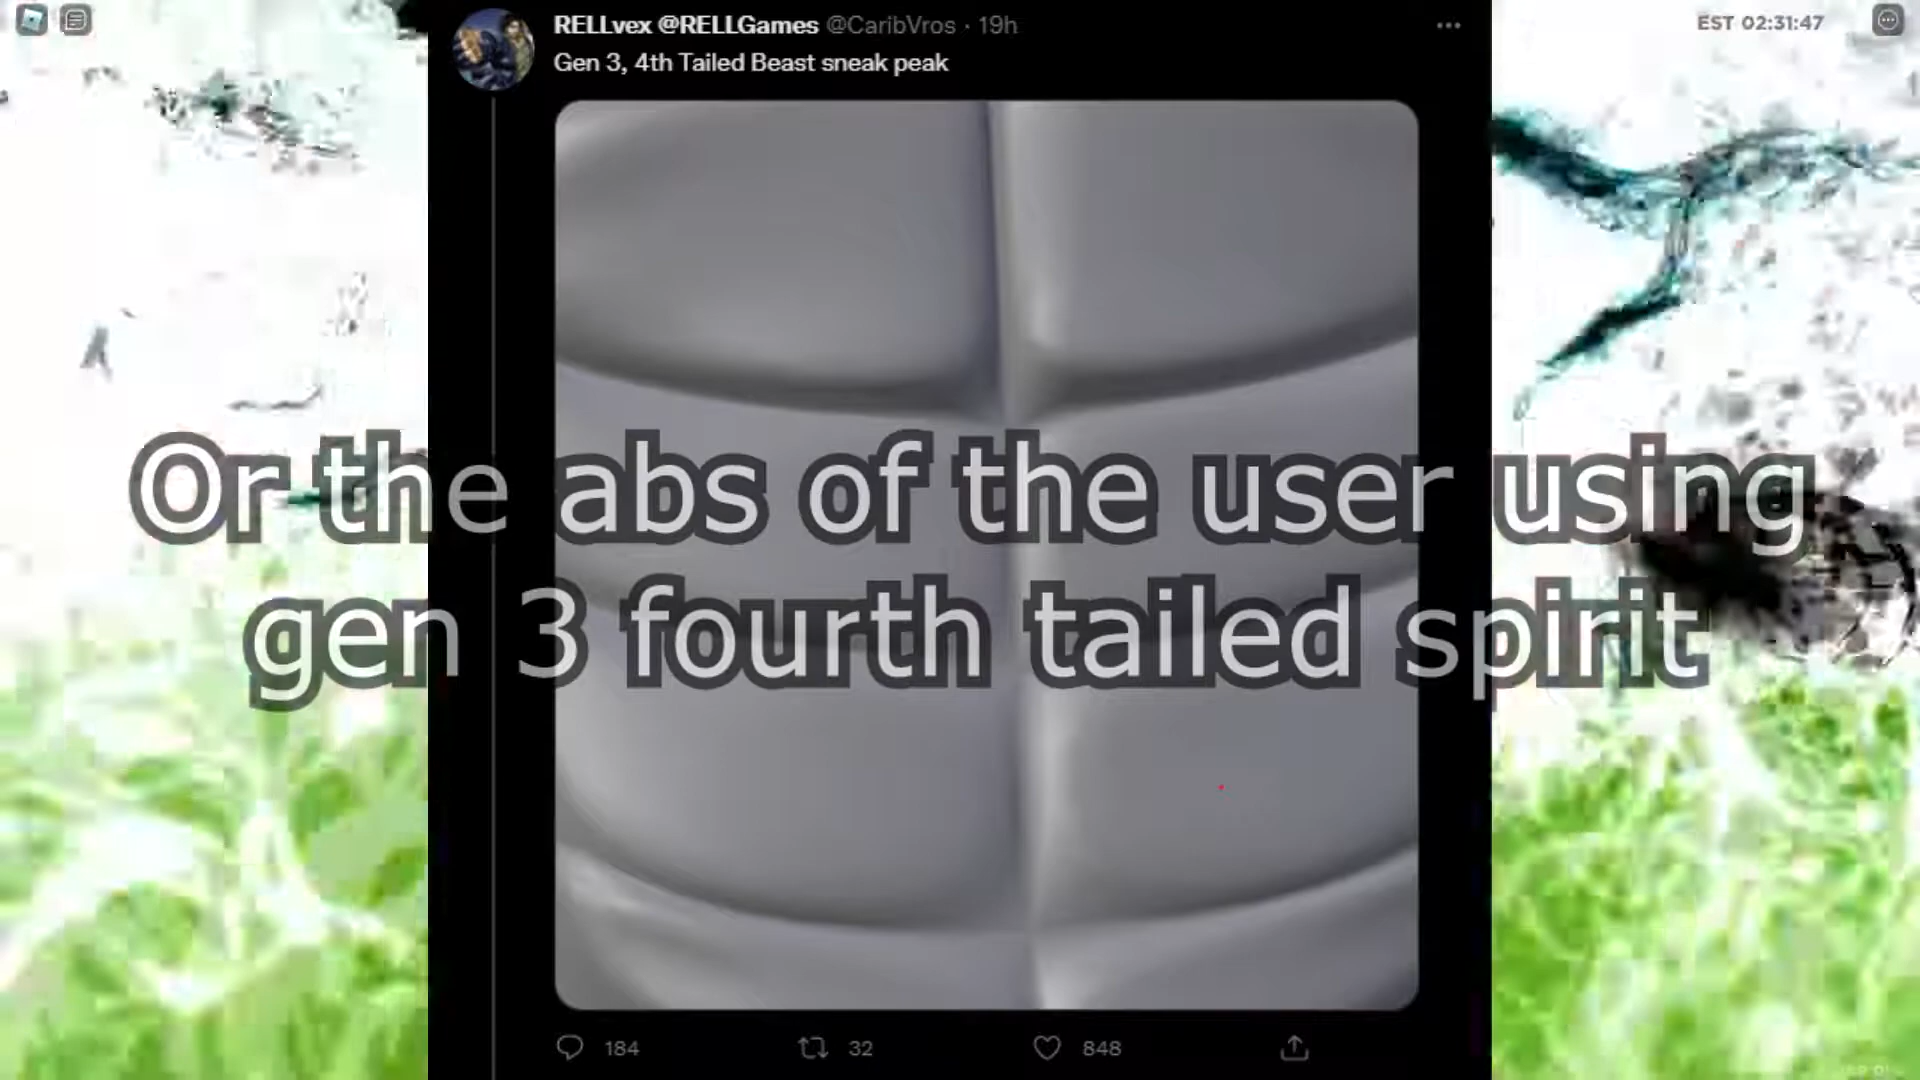 RELLvex @RELLGames @CaribVros · 19h
EST 02:31:47
Gen 3, 4th Tailed Beast sneak peak
Or the abs of the user using
gen 3 fourth tailed spirit
184 32 848